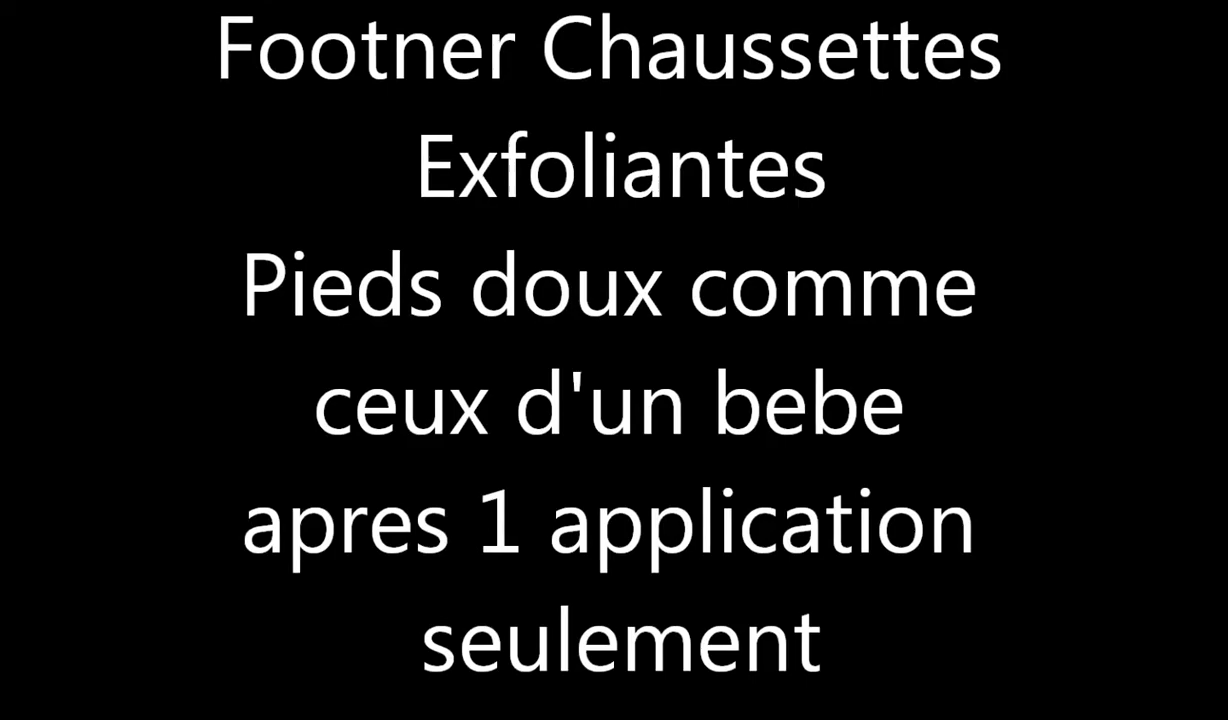 Footner Chaussettes
Exfoliantes
Pieds doux comme
ceux d'un bebe
apres 1 application
seulement